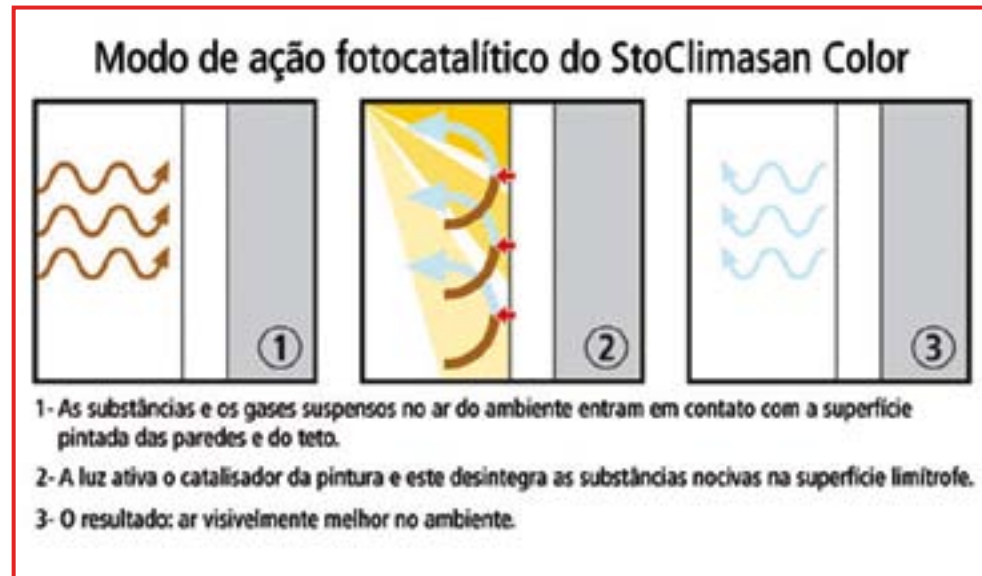 Modo de ação fotocatalítico do StoClimasan Color
1 2 3
1- As substâncias e os gases suspensos no ar do ambiente entram em contato com a superfície
pintada das paredes e do teto.
2- A luz ativa o catalisador da pintura e este desintegra as substâncias nocivas na superfície limítrofe.
3- O resultado: ar visivelmente melhor no ambiente.